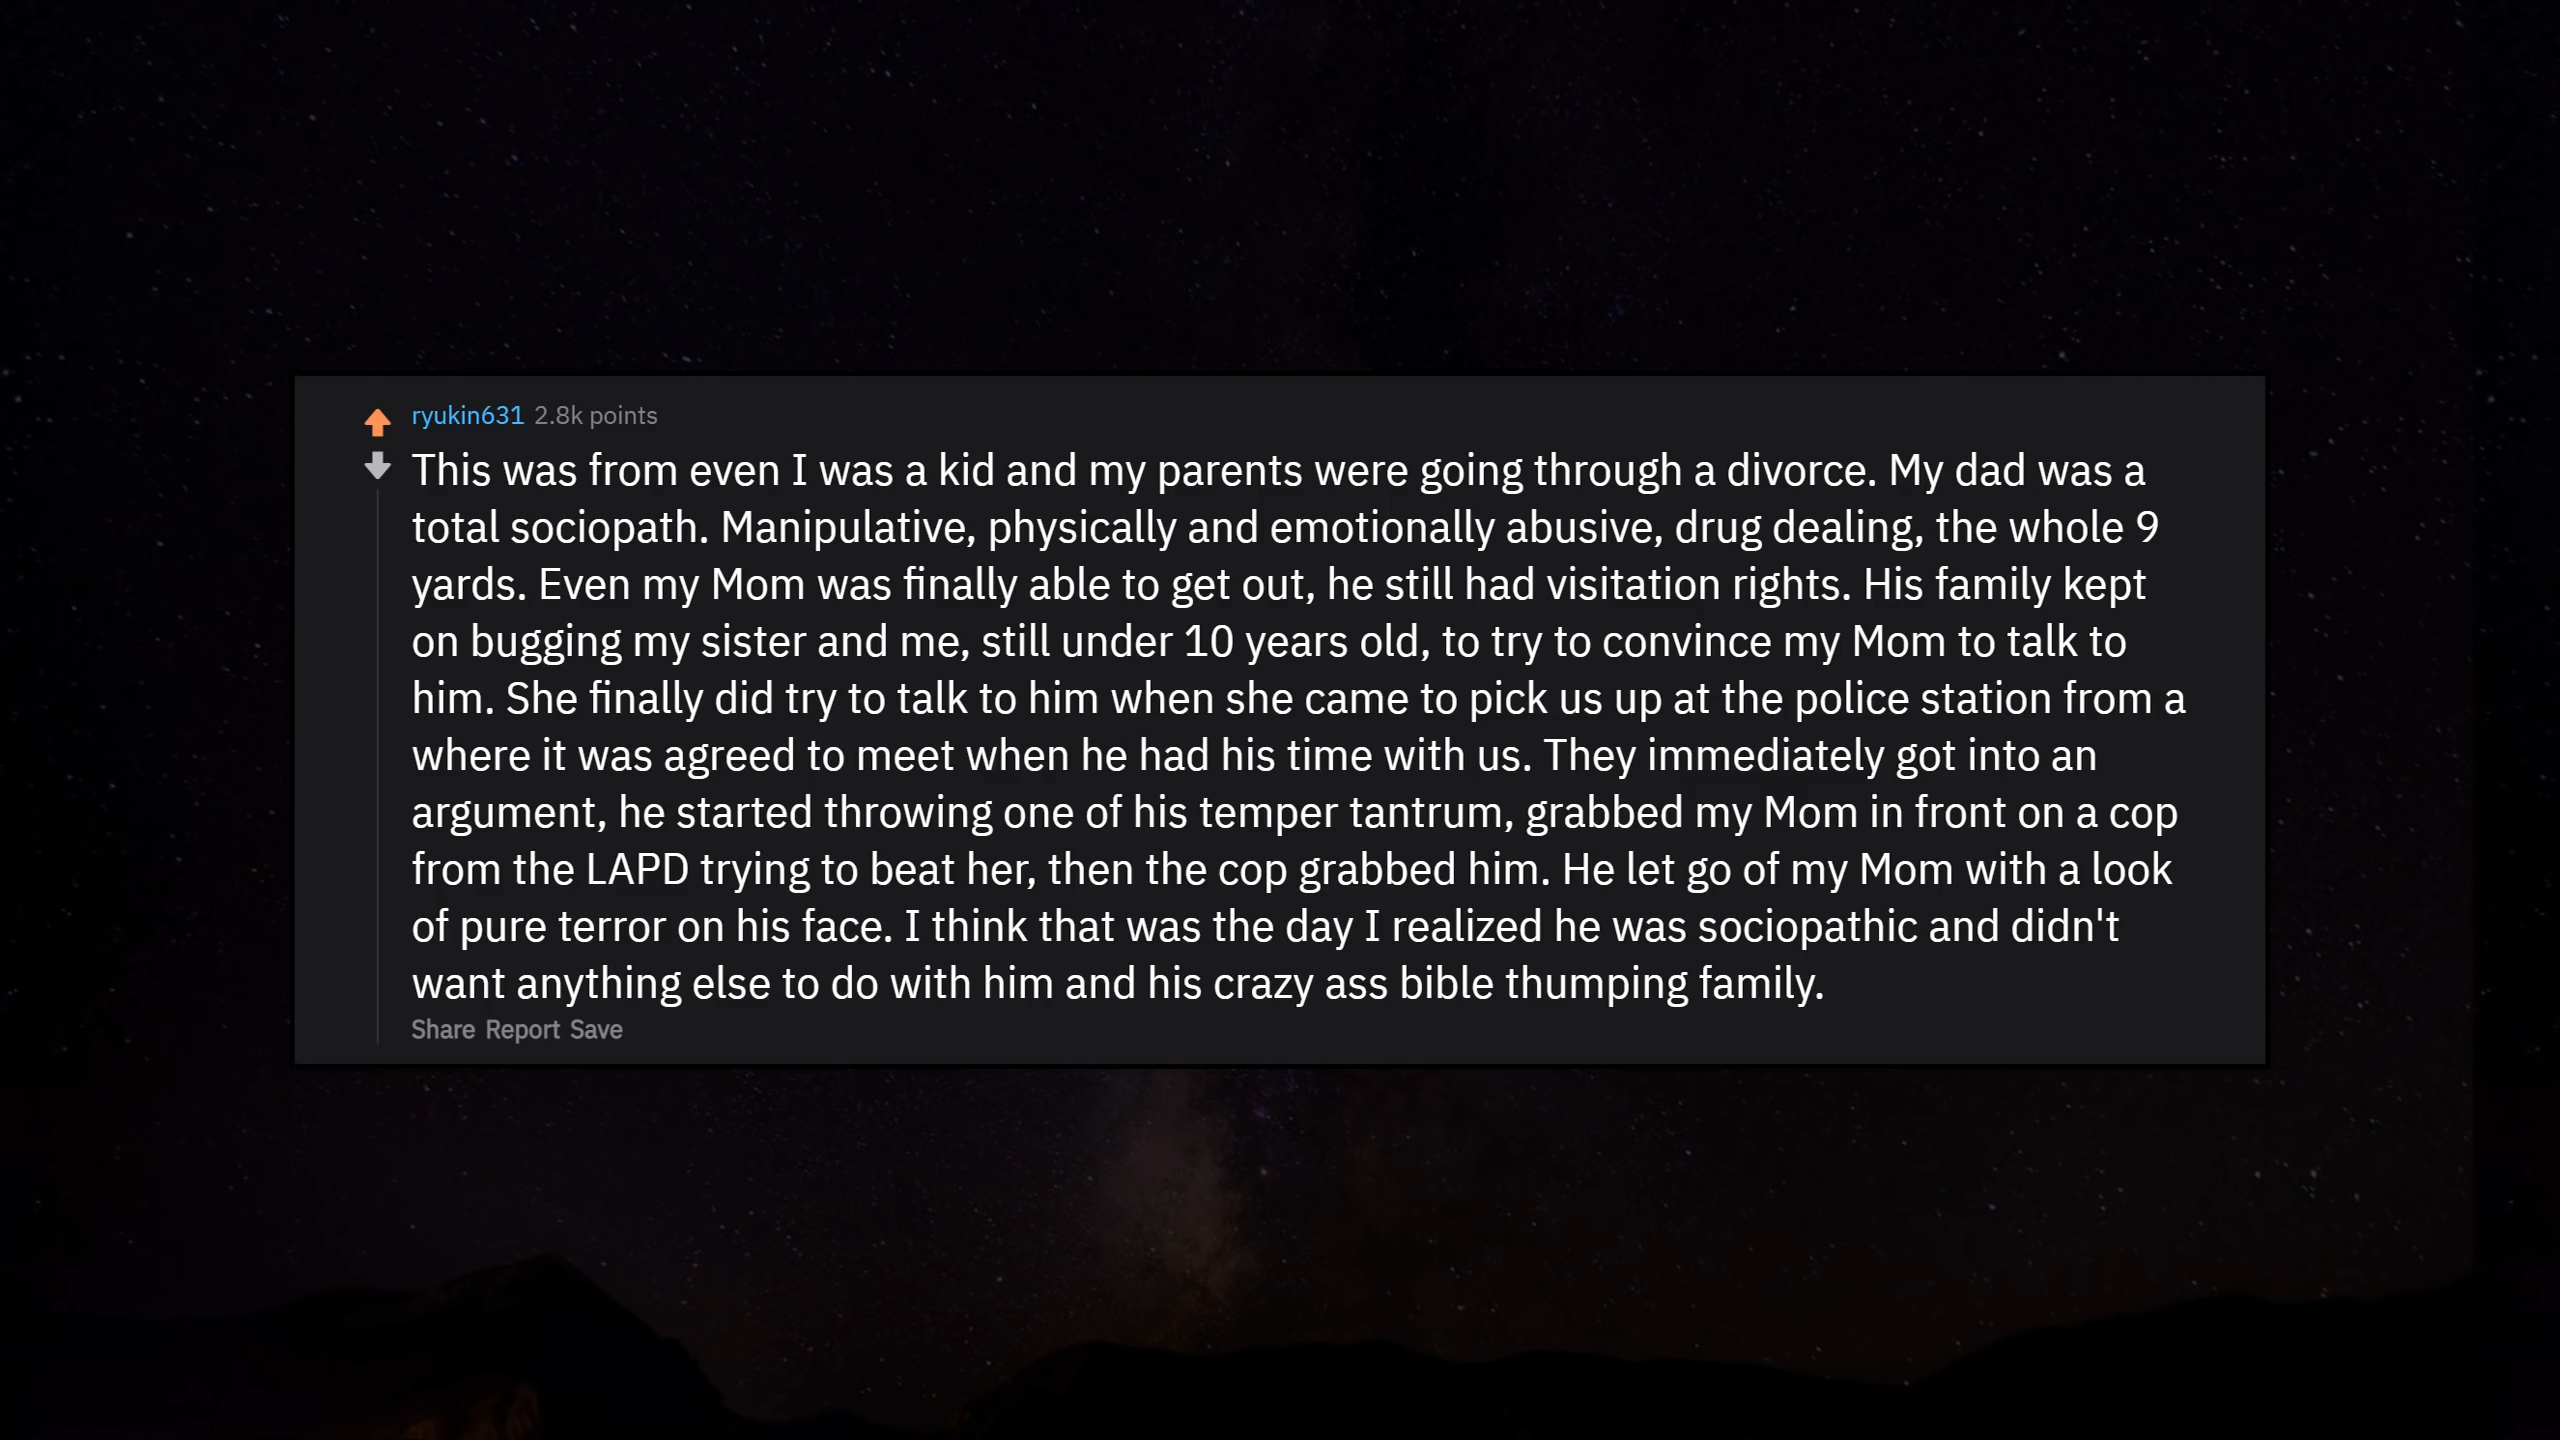 ryukin631 2.8k points
This was from even I was a kid and my parents were going through a divorce. My dad was a
total sociopath. Manipulative, physically and emotionally abusive, drug dealing, the whole 9
yards. Even my Mom was finally able to get out, he still had visitation rights. His family kept
on bugging my sister and me, still under 10 years old, to try to convince my Mom to talk to
him. She finally did try to talk to him when she came to pick us up at the police station from a
where it was agreed to meet when he had his time with us. They immediately got into an
argument, he started throwing one of his temper tantrum, grabbed my Mom in front on a cop
from the LAPD trying to beat her, then the cop grabbed him. He let go of my Mom with a look
of pure terror on his face. I think that was the day I realized he was sociopathic and didn't
want anything else to do with him and his crazy ass bible thumping family.
Share Report Save